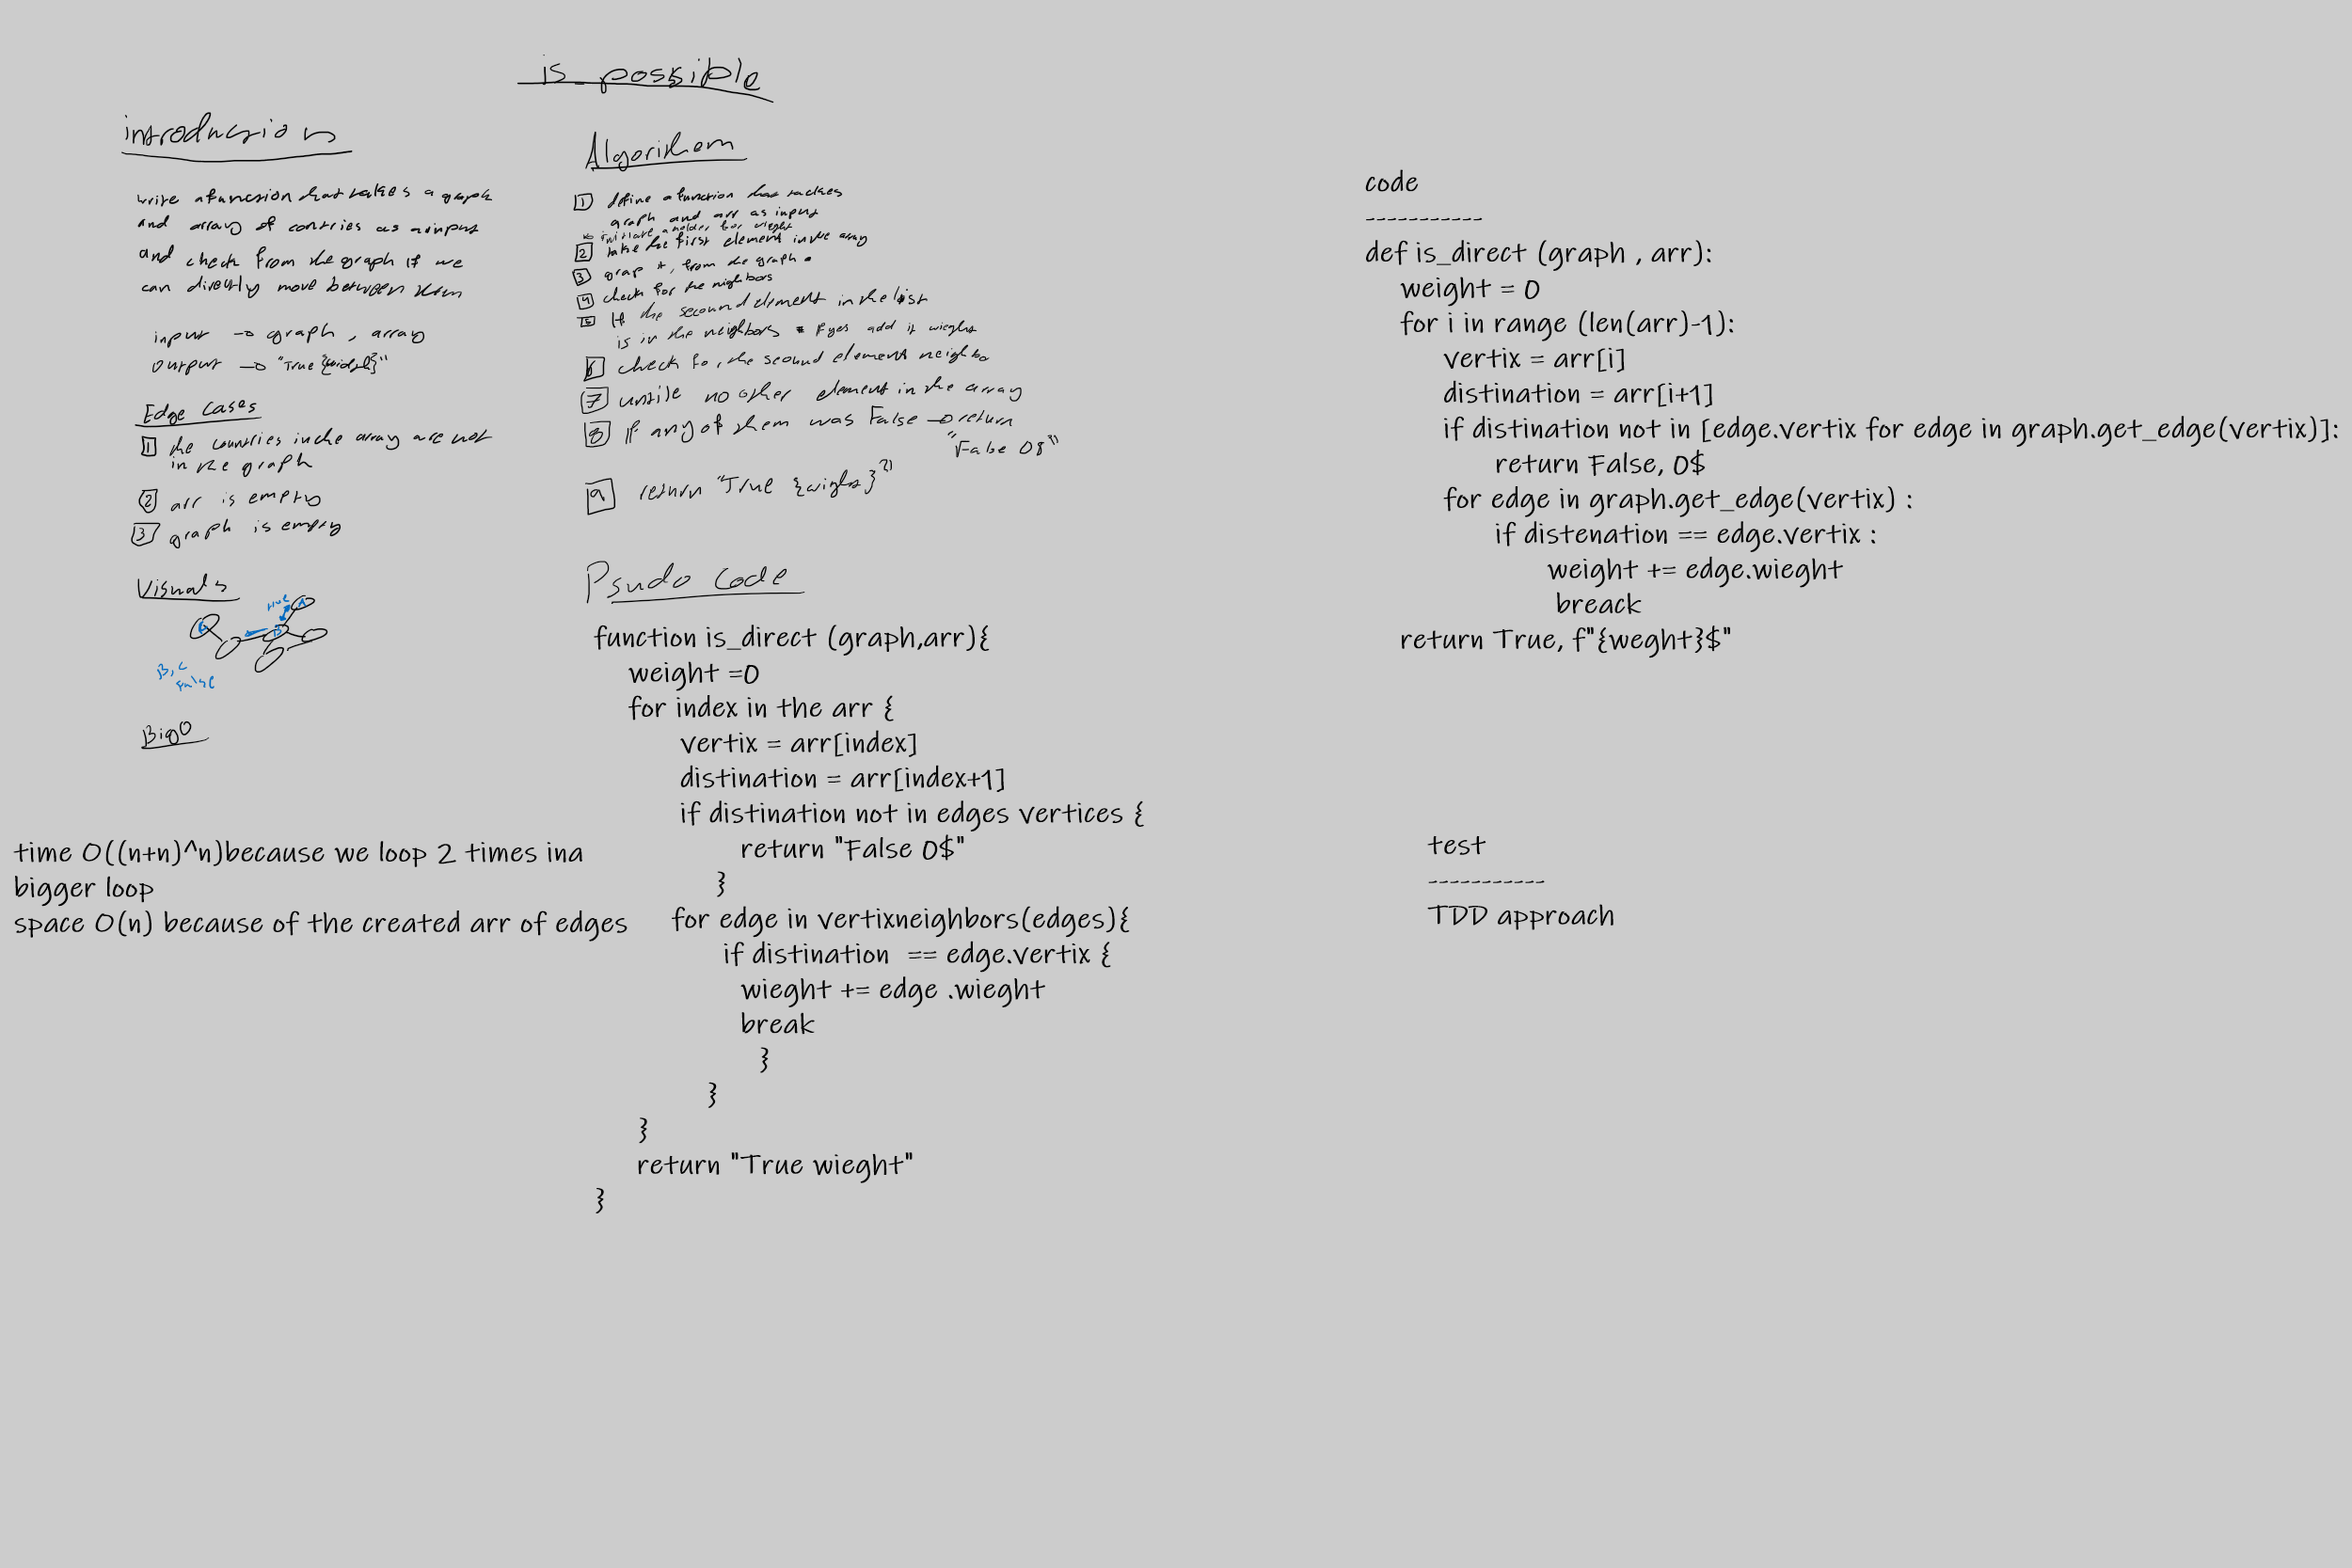 is_possible
introduction
write a function that takes a graph
and array of contries as a input
and check from the graph if we
can directly move between them
input → graph, array
output → "True {
Edge Cases
1 the countries in the array are not
in the graph
2 arr is empty
3 graph is empty
Visuals
true
B, C
False
BigO
time O((n+n)^n)because we loop 2 times ina
bigger loop
space O(n) because of the created arr of edges
Algorithem
1 define a function that tackes
graph and arr as input
initiate a holder for wieght
2 take the first element in the array
3 grap it, from the graph.
4 check for the nighbors
5 If the secound element in the list
is in the neighbors if yes add it wieght
6 check for the secound element neighbo
7 untile no other element in the array
8 If any of them was False → return
"False 0$"
9 return "True {wieght}"
Psudo code
function is_direct (graph,arr){
weight =0
for index in the arr {
vertix = arr[index]
distination = arr[index+1]
if distination not in edges vertices {
return "False 0$"
}
for edge in vertixneighbors(edges){
if distination == edge.vertix {
wieght += edge .wieght
break
}
}
}
return "True wieght"
}
code
-----------
def is_direct (graph , arr):
weight = 0
for i in range (len(arr)-1):
vertix = arr[i]
distination = arr[i+1]
if distination not in [edge.vertix for edge in graph.get_edge(vertix)]:
return False, 0$
for edge in graph.get_edge(vertix) :
if distenation == edge.vertix :
weight += edge.wieght
breack
return True, f"{weght}$"
test
-----------
TDD approach